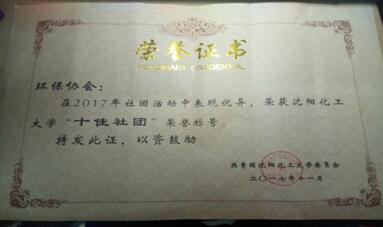 荣誉证书
HONORARY CREDENTIAL
环保协会：
在2017年社团活动中表现优异，荣获沈阳化工
大学“十佳社团”荣誉称号。
特发此证，以资鼓励
共青团沈阳化工大学委员会
二〇一七年十一月